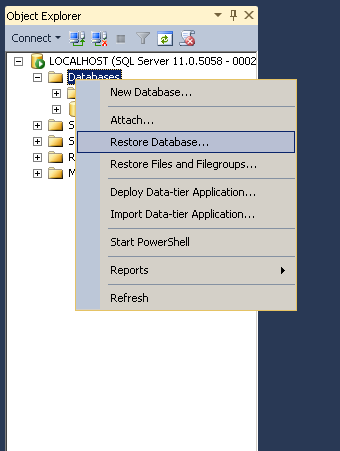 Object Explorer
Connect
LOCALHOST (SQL Server 11.0.5058 - 0002
Databases
New Database...
Attach...
Restore Database...
Restore Files and Filegroups...
Deploy Data-tier Application...
Import Data-tier Application...
Start PowerShell
Reports
Refresh
S
S
R
M